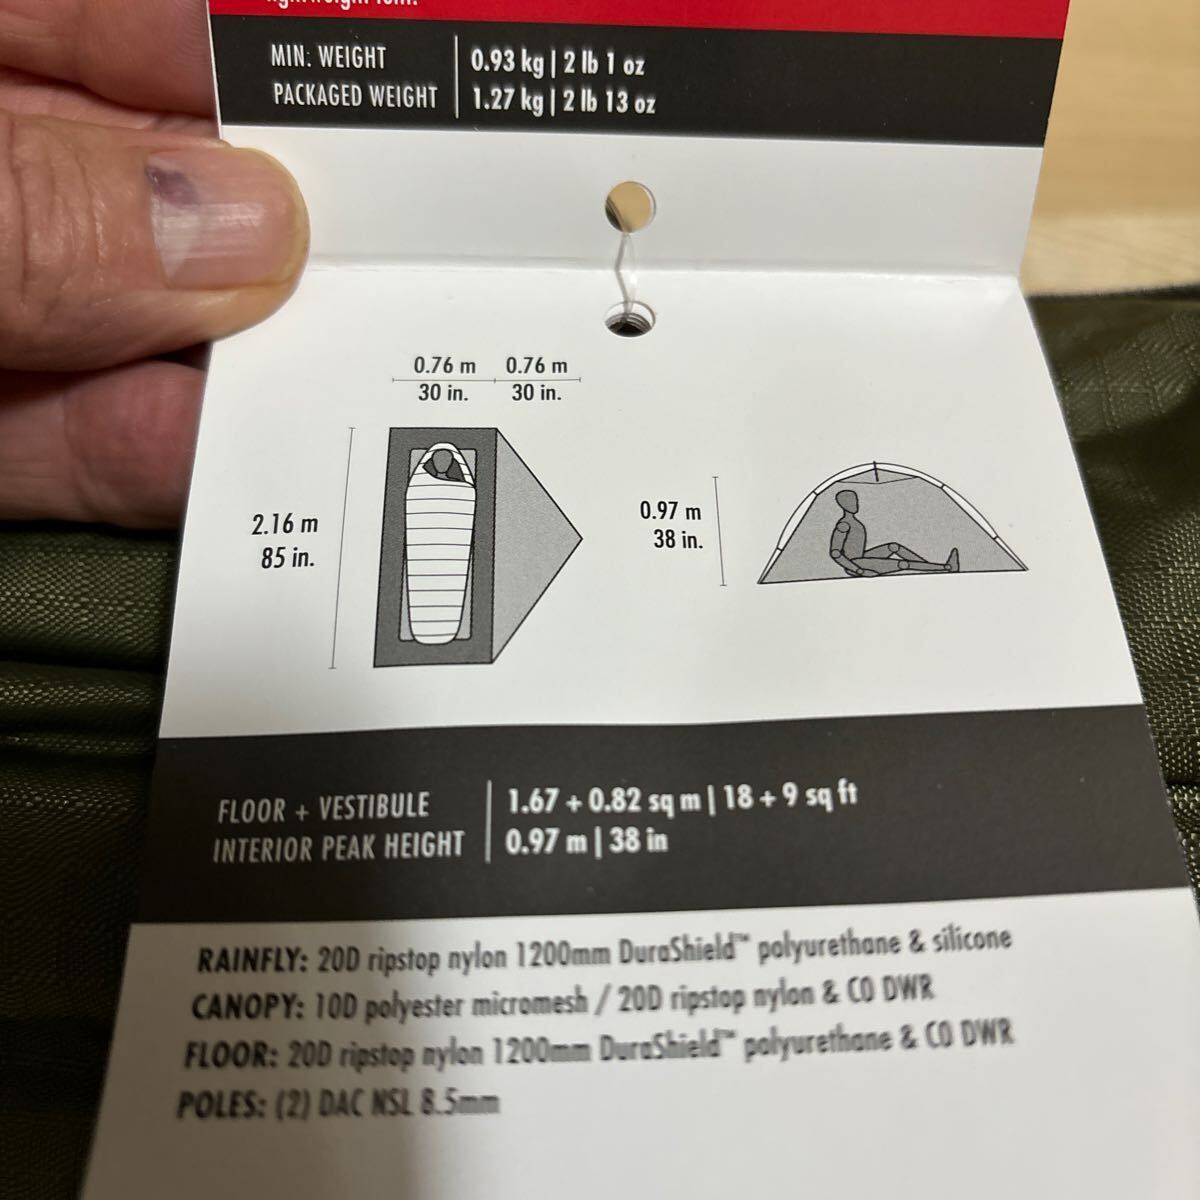 MIN. WEIGHT 0.93 kg | 2 lb 1 oz
PACKAGED WEIGHT 1.27 kg | 2 lb 13 oz
0.76 m 0.76 m
30 in. 30 in.
2.16 m
85 in.
0.97 m
38 in.
FLOOR + VESTIBULE 1.67 + 0.82 sq m | 18 + 9 sq ft
INTERIOR PEAK HEIGHT 0.97 m | 38 in
RAINFLY: 20D ripstop nylon 1200mm DuraShield™ polyurethane & silicone
CANOPY: 10D polyester micromesh / 20D ripstop nylon & C0 DWR
FLOOR: 20D ripstop nylon 1200mm DuraShield™ polyurethane & C0 DWR
POLES: (2) DAC NSL 8.5mm